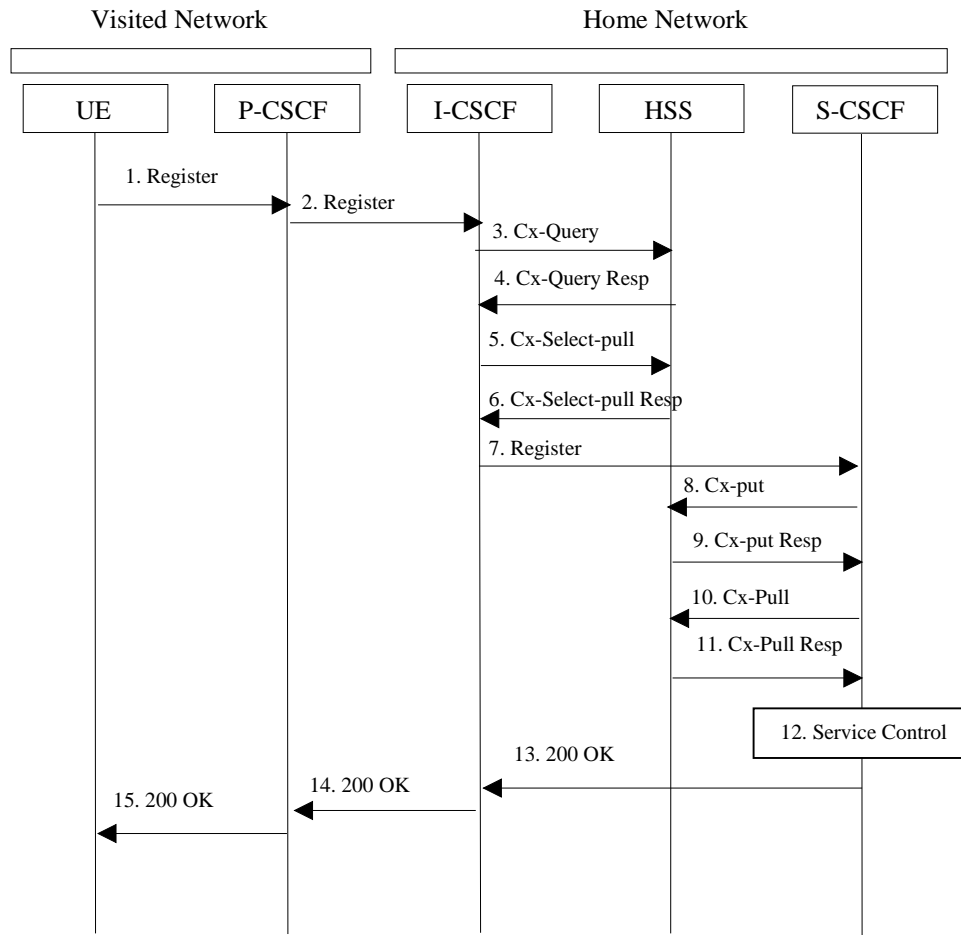 Visited Network
Home Network
UE
P-CSCF
I-CSCF
HSS
S-CSCF
1. Register
2. Register
3. Cx-Query
4. Cx-Query Resp
5. Cx-Select-pull
6. Cx-Select-pull Resp
7. Register
8. Cx-put
9. Cx-put Resp
10. Cx-Pull
11. Cx-Pull Resp
12. Service Control
13. 200 OK
14. 200 OK
15. 200 OK